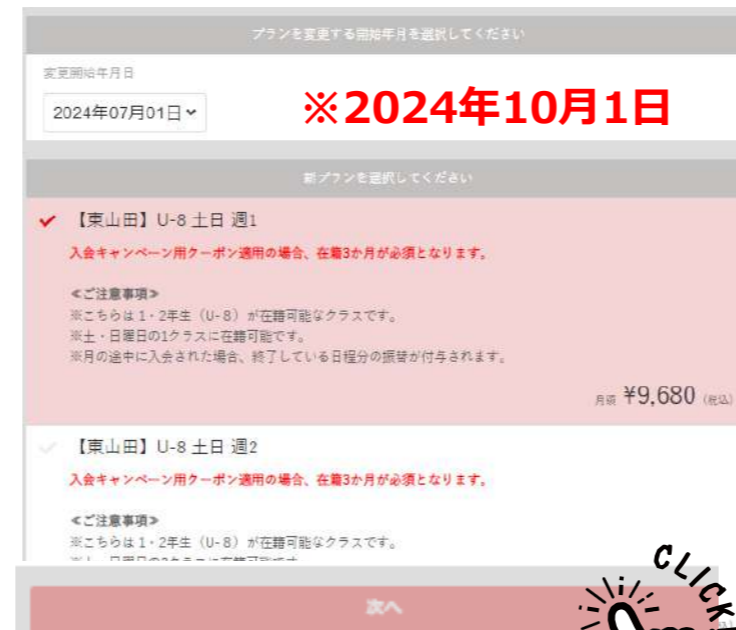 プランを変更する開始年月を選択してください
変更開始年月日
2024年07月01日
※2024年10月1日
新プランを選択してください
【東山田】U-8 土日 週1
入会キャンペーン用クーポン適用の場合、在籍3か月が必須となります。
≪ご注意事項≫
※こちらは1・2年生（U-8）が在籍可能なクラスです。
※土・日曜日の1クラスに在籍可能です。
※月の途中に入会された場合、終了している日程分の振替が付与されます。
月額 ¥9,680（税込）
【東山田】U-8 土日 週2
入会キャンペーン用クーポン適用の場合、在籍3か月が必須となります。
≪ご注意事項≫
※こちらは1・2年生（U-8）が在籍可能なクラスです。
次へ
CLICK